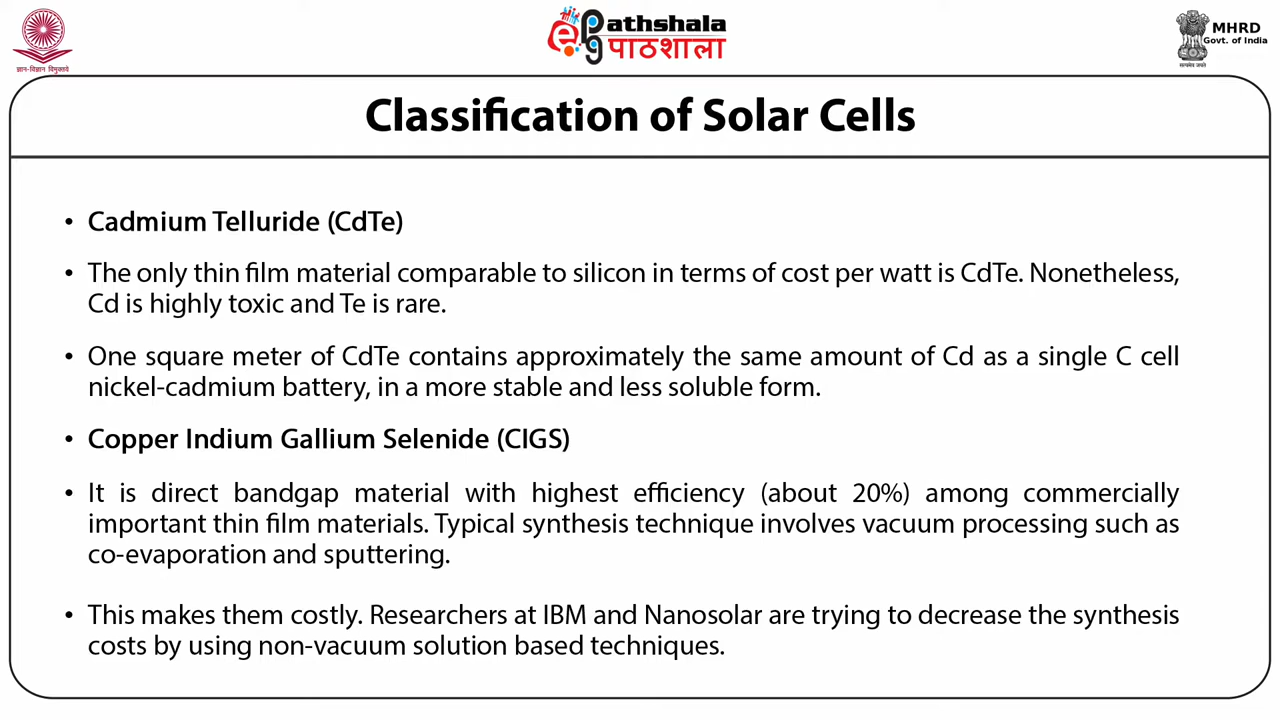 ज्ञान-विज्ञान विमुक्तये
ePathshala
पाठशाला
MHRD
Govt. of India
सत्यमेव जयते
Classification of Solar Cells
• Cadmium Telluride (CdTe)
• The only thin film material comparable to silicon in terms of cost per watt is CdTe. Nonetheless,
Cd is highly toxic and Te is rare.
• One square meter of CdTe contains approximately the same amount of Cd as a single C cell
nickel-cadmium battery, in a more stable and less soluble form.
• Copper Indium Gallium Selenide (CIGS)
• It is direct bandgap material with highest efficiency (about 20%) among commercially
important thin film materials. Typical synthesis technique involves vacuum processing such as
co-evaporation and sputtering.
• This makes them costly. Researchers at IBM and Nanosolar are trying to decrease the synthesis
costs by using non-vacuum solution based techniques.